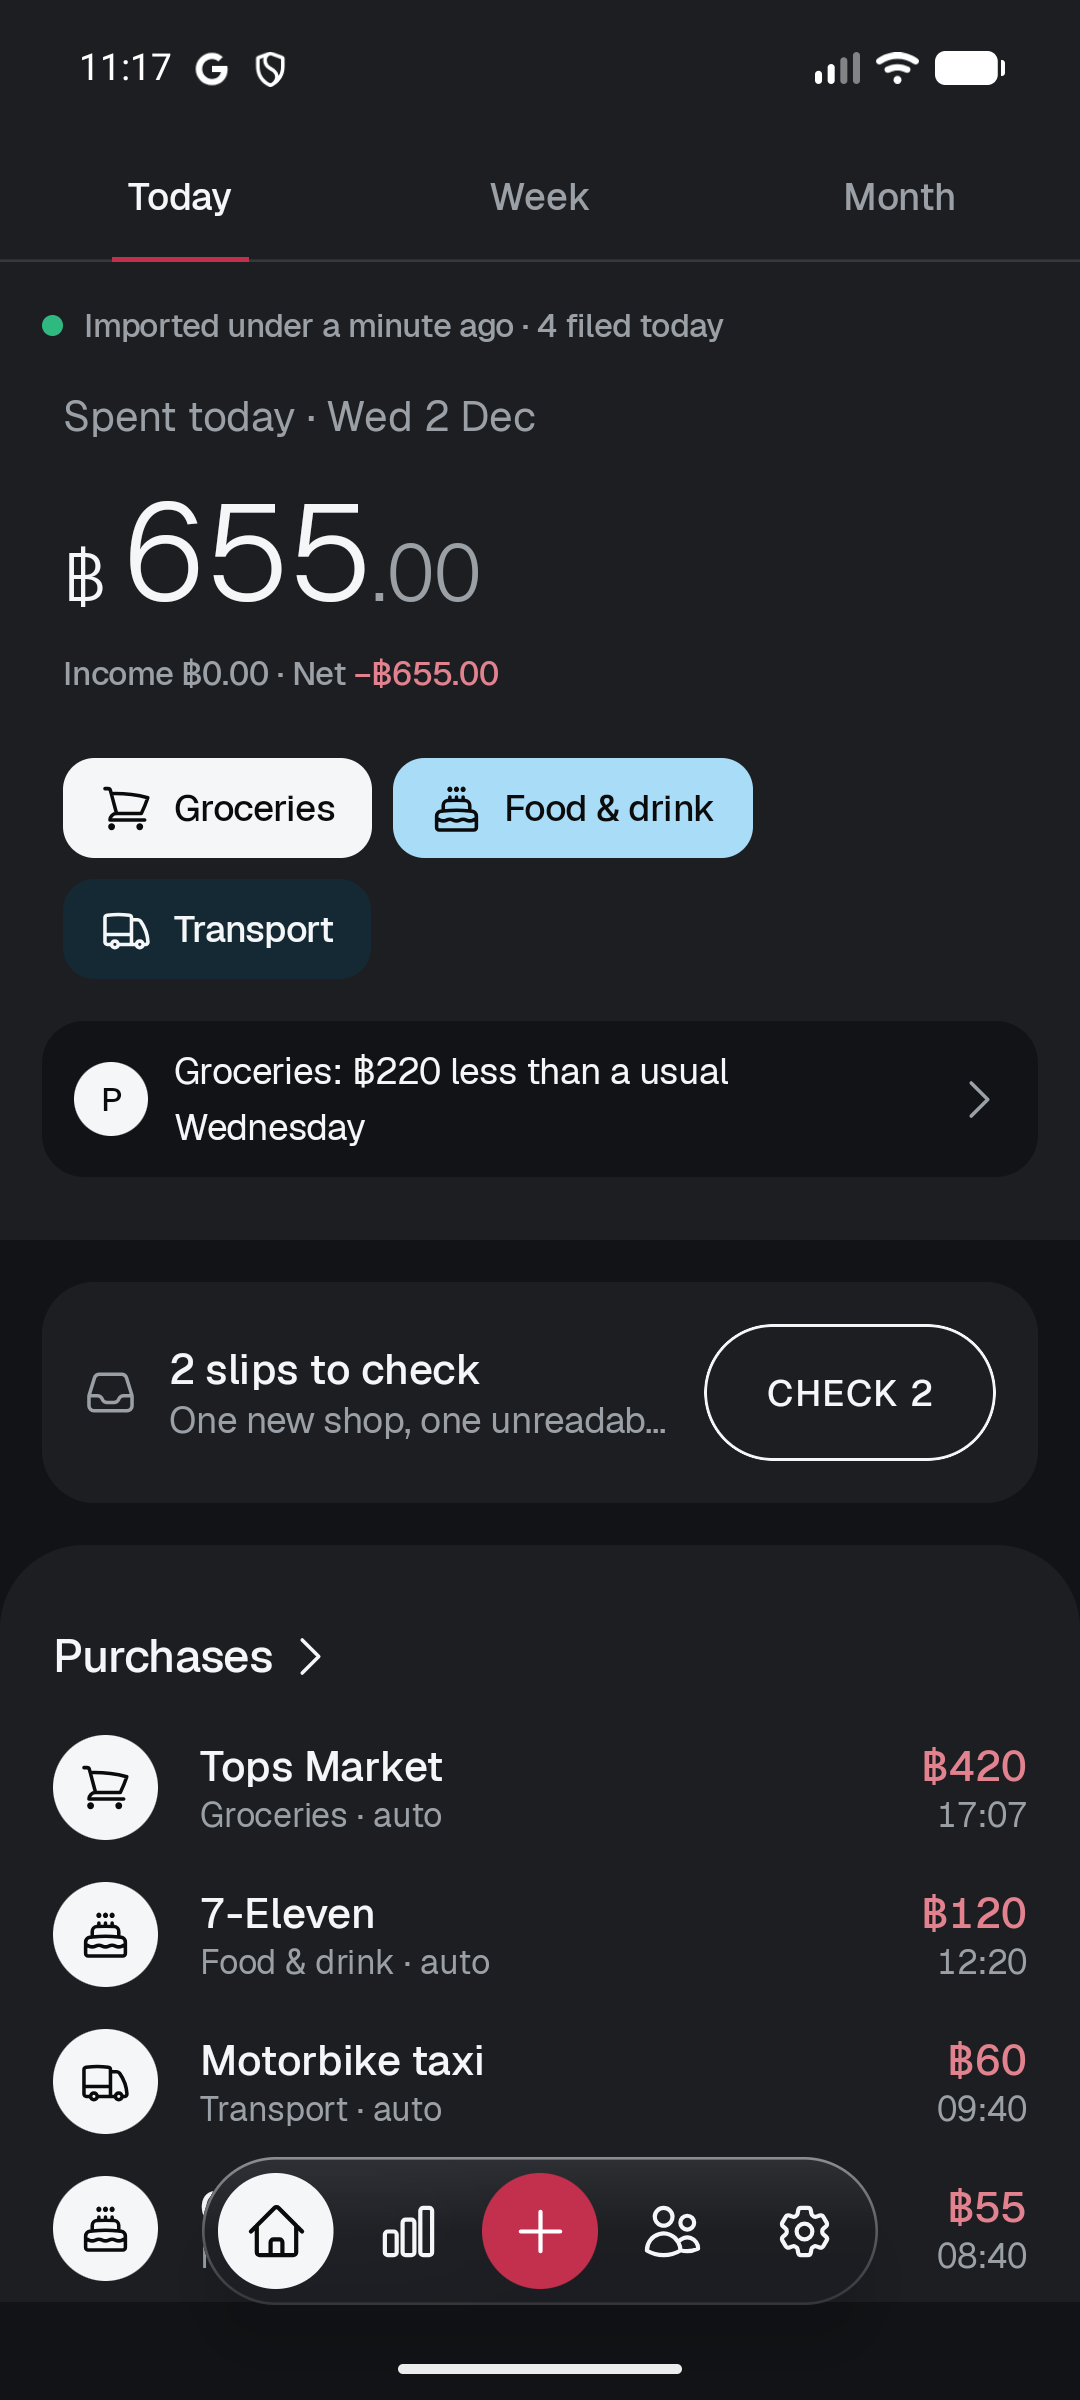 11:17
Today
Week
Month
Imported under a minute ago · 4 filed today
Spent today · Wed 2 Dec
฿ 655.00
Income ฿0.00 · Net −฿655.00
Groceries
Food & drink
Transport
P
Groceries: ฿220 less than a usual
Wednesday
2 slips to check
One new shop, one unreadab...
CHECK 2
Purchases
Tops Market
฿420
Groceries · auto
17:07
7-Eleven
฿120
Food & drink · auto
12:20
Motorbike taxi
฿60
Transport · auto
09:40
฿55
08:40